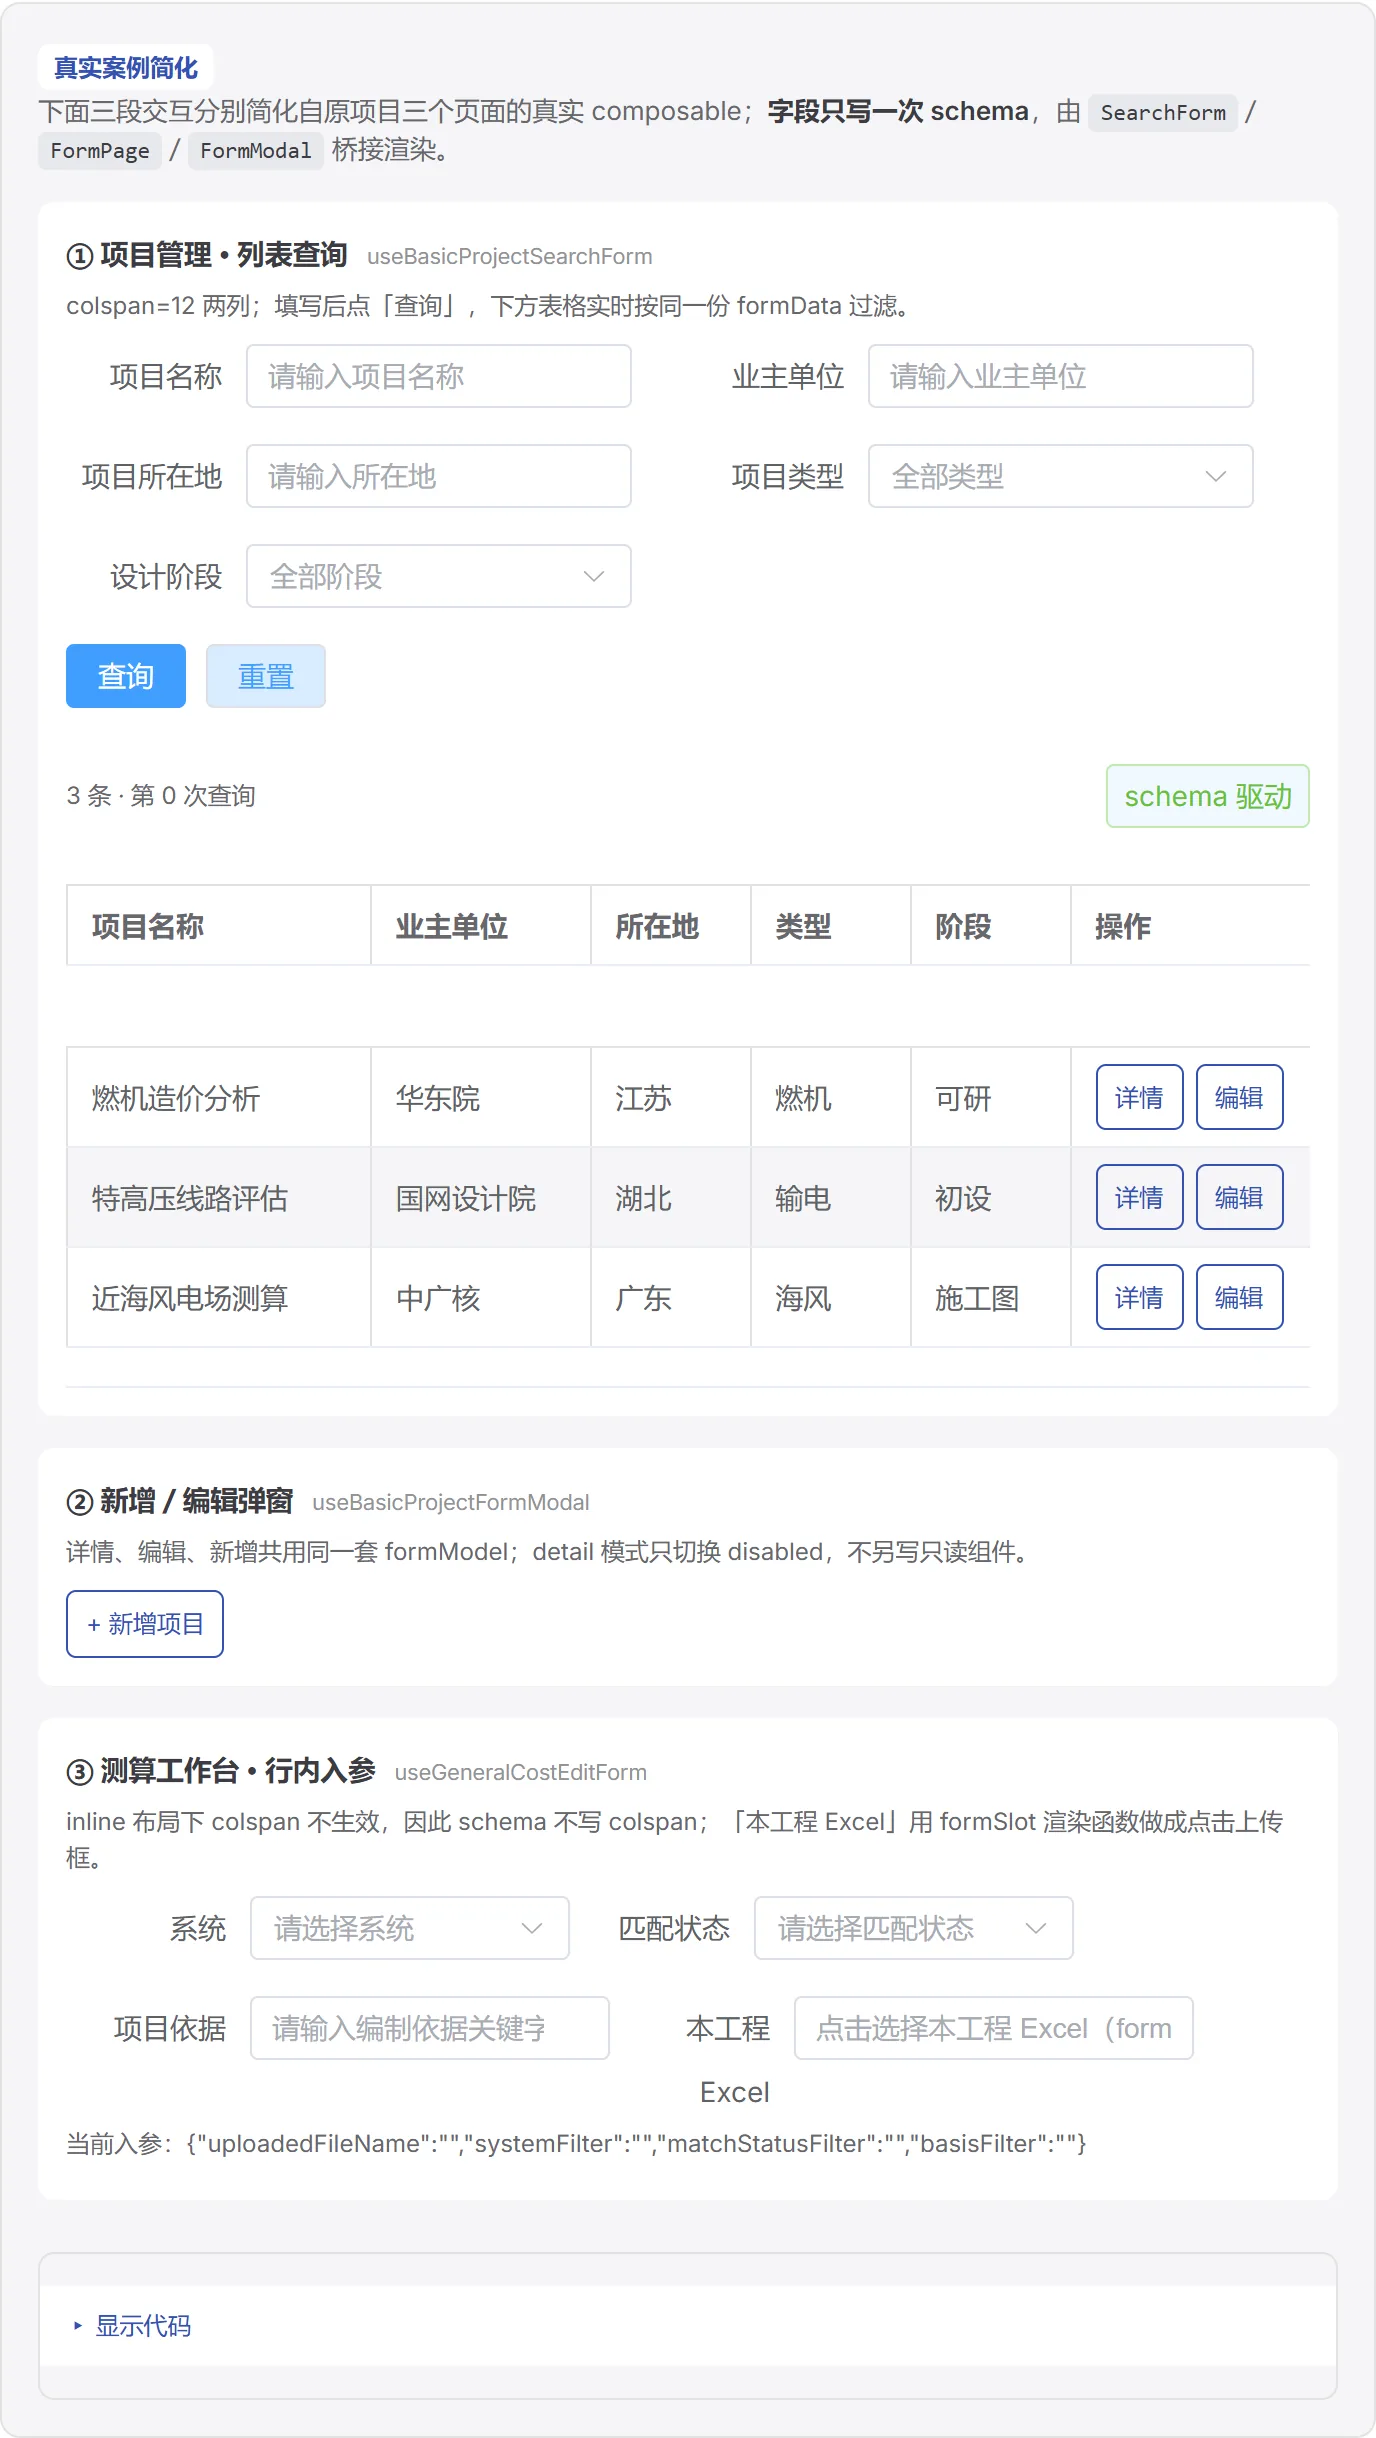 真实案例简化
下面三段交互分别简化自原项目三个页面的真实 composable；字段只写一次 schema，由 SearchForm /
FormPage / FormModal 桥接渲染。
① 项目管理 • 列表查询 useBasicProjectSearchForm
colspan=12 两列；填写后点「查询」，下方表格实时按同一份 formData 过滤。
项目名称 请输入项目名称 业主单位 请输入业主单位
项目所在地 请输入所在地 项目类型 全部类型
设计阶段 全部阶段
查询 重置
3 条 · 第 0 次查询 schema 驱动
项目名称 业主单位 所在地 类型 阶段 操作
燃机造价分析 华东院 江苏 燃机 可研 详情 编辑
特高压线路评估 国网设计院 湖北 输电 初设 详情 编辑
近海风电场测算 中广核 广东 海风 施工图 详情 编辑
② 新增 / 编辑弹窗 useBasicProjectFormModal
详情、编辑、新增共用同一套 formModel；detail 模式只切换 disabled，不另写只读组件。
+ 新增项目
③ 测算工作台 • 行内入参 useGeneralCostEditForm
inline 布局下 colspan 不生效，因此 schema 不写 colspan；「本工程 Excel」用 formSlot 渲染函数做成点击上传
框。
系统 请选择系统 匹配状态 请选择匹配状态
项目依据 请输入编制依据关键字 本工程 点击选择本工程 Excel（form
Excel
当前入参：{"uploadedFileName":"","systemFilter":"","matchStatusFilter":"","basisFilter":""}
▸ 显示代码